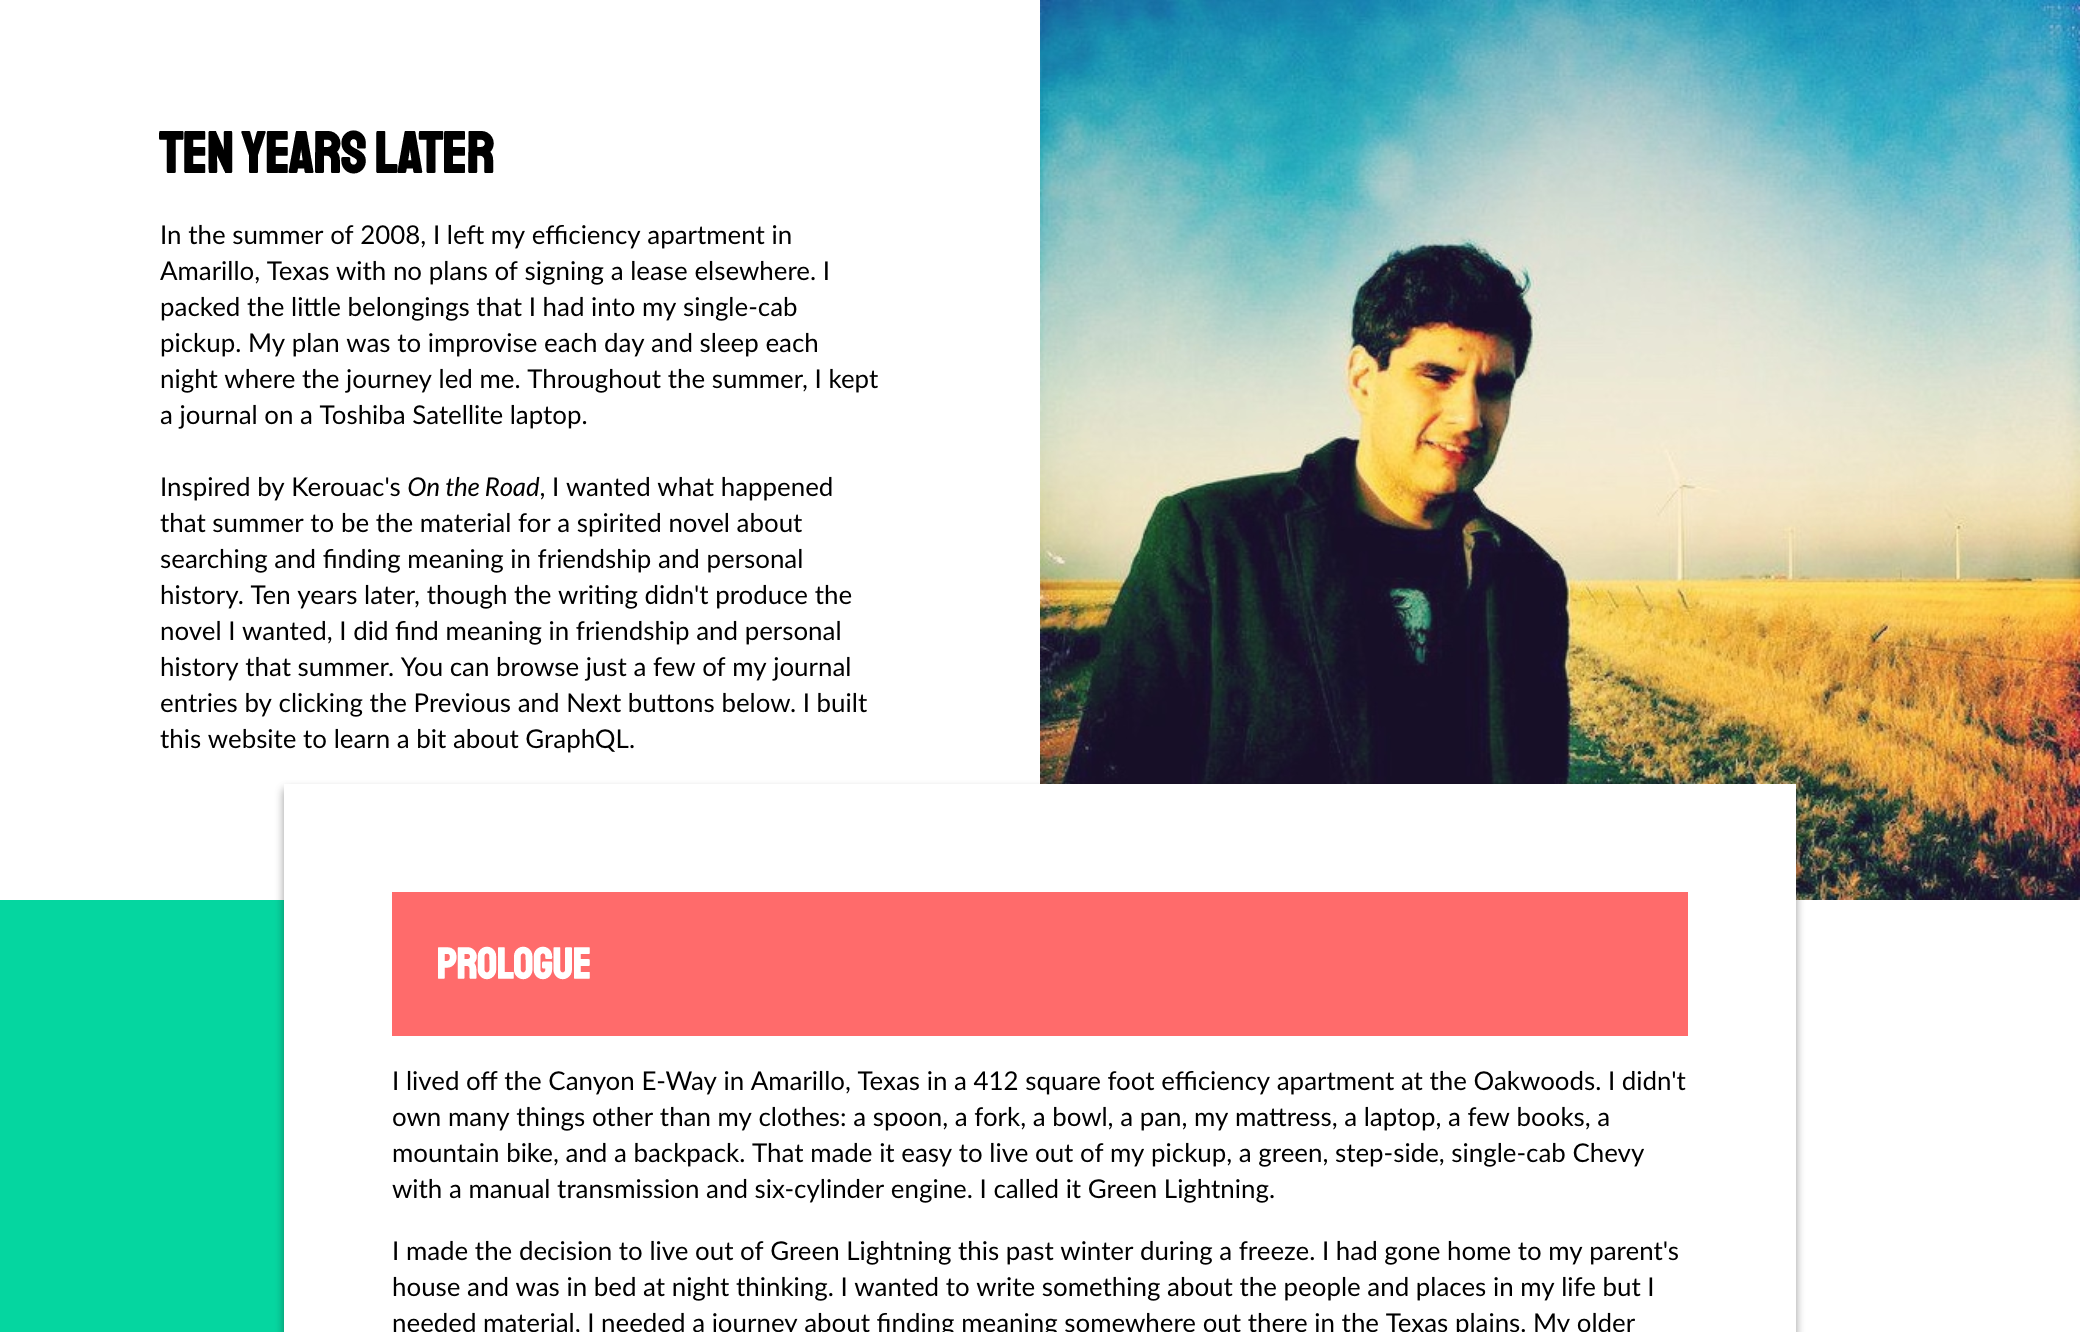 TEN YEARS LATER
In the summer of 2008, I left my efficiency apartment in
Amarillo, Texas with no plans of signing a lease elsewhere. I
packed the little belongings that I had into my single-cab
pickup. My plan was to improvise each day and sleep each
night where the journey led me. Throughout the summer, I kept
a journal on a Toshiba Satellite laptop.
Inspired by Kerouac's On the Road, I wanted what happened
that summer to be the material for a spirited novel about
searching and finding meaning in friendship and personal
history. Ten years later, though the writing didn't produce the
novel I wanted, I did find meaning in friendship and personal
history that summer. You can browse just a few of my journal
entries by clicking the Previous and Next buttons below. I built
this website to learn a bit about GraphQL.
PROLOGUE
I lived off the Canyon E-Way in Amarillo, Texas in a 412 square foot efficiency apartment at the Oakwoods. I didn't
own many things other than my clothes: a spoon, a fork, a bowl, a pan, my mattress, a laptop, a few books, a
mountain bike, and a backpack. That made it easy to live out of my pickup, a green, step-side, single-cab Chevy
with a manual transmission and six-cylinder engine. I called it Green Lightning.
I made the decision to live out of Green Lightning this past winter during a freeze. I had gone home to my parent's
house and was in bed at night thinking. I wanted to write something about the people and places in my life but I
needed material. I needed a journey about finding meaning somewhere out there in the Texas plains. My older